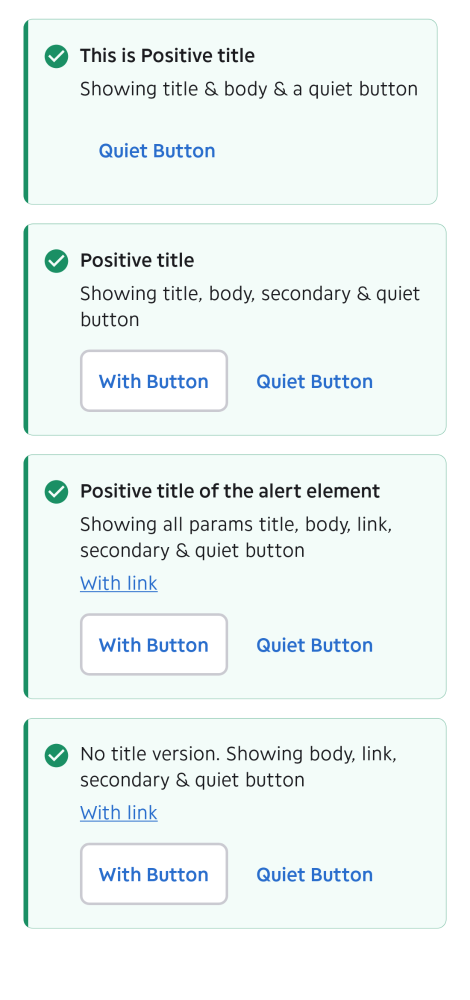 This is Positive title
Showing title & body & a quiet button
Quiet Button
Positive title
Showing title, body, secondary & quiet
button
With Button
Quiet Button
Positive title of the alert element
Showing all params title, body, link,
secondary & quiet button
With link
With Button
Quiet Button
No title version. Showing body, link,
secondary & quiet button
With link
With Button
Quiet Button